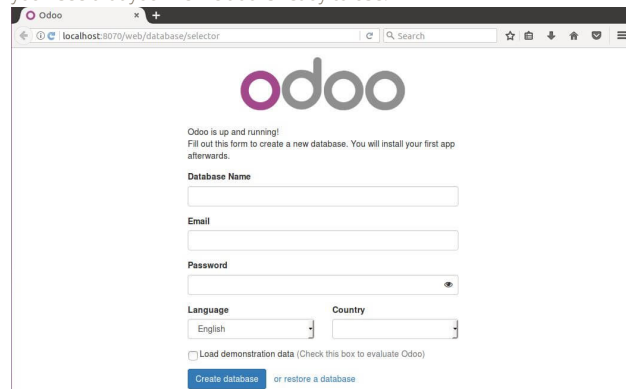 Odoo
localhost:8070/web/database/selector
Search
odoo
Odoo is up and running!
Fill out this form to create a new database. You will install your first app
afterwards.
Database Name
Email
Password
Language Country
English
Load demonstration data (Check this box to evaluate Odoo)
Create database or restore a database